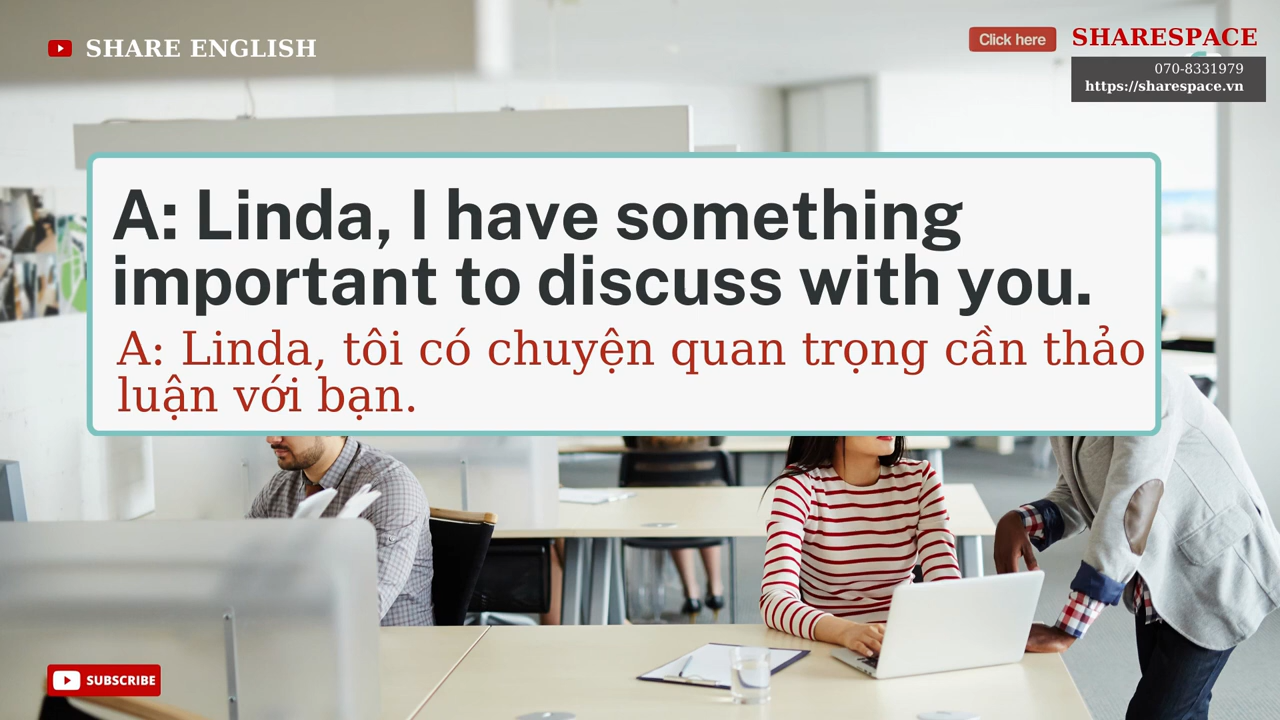 SHARE ENGLISH
Click here
SHARESPACE
070-8331979
https://sharespace.vn
A: Linda, I have something
important to discuss with you.
A: Linda, tôi có chuyện quan trọng cần thảo
luận với bạn.
SUBSCRIBE